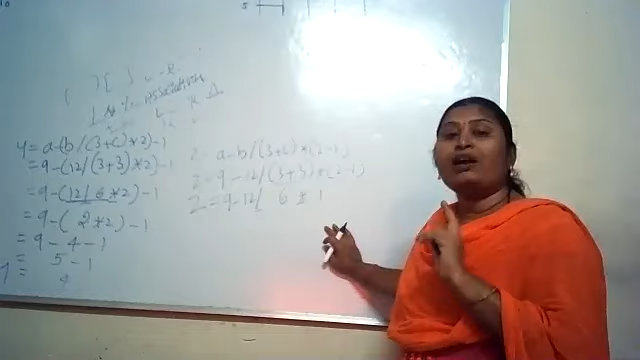 ( ) { }
y = a-(b/(3+c)*2)-1
= 9-(12/(3+3)*2)-1
= 9-(12/6*2)-1
= 9-( 2*2)-1
= 9-4-1
= 5-1
y = 4
z = a-b/(3+c)*(2-1)
z = 9-12/(3+3)*(2-1)
z = 9-12/ 6 * 1